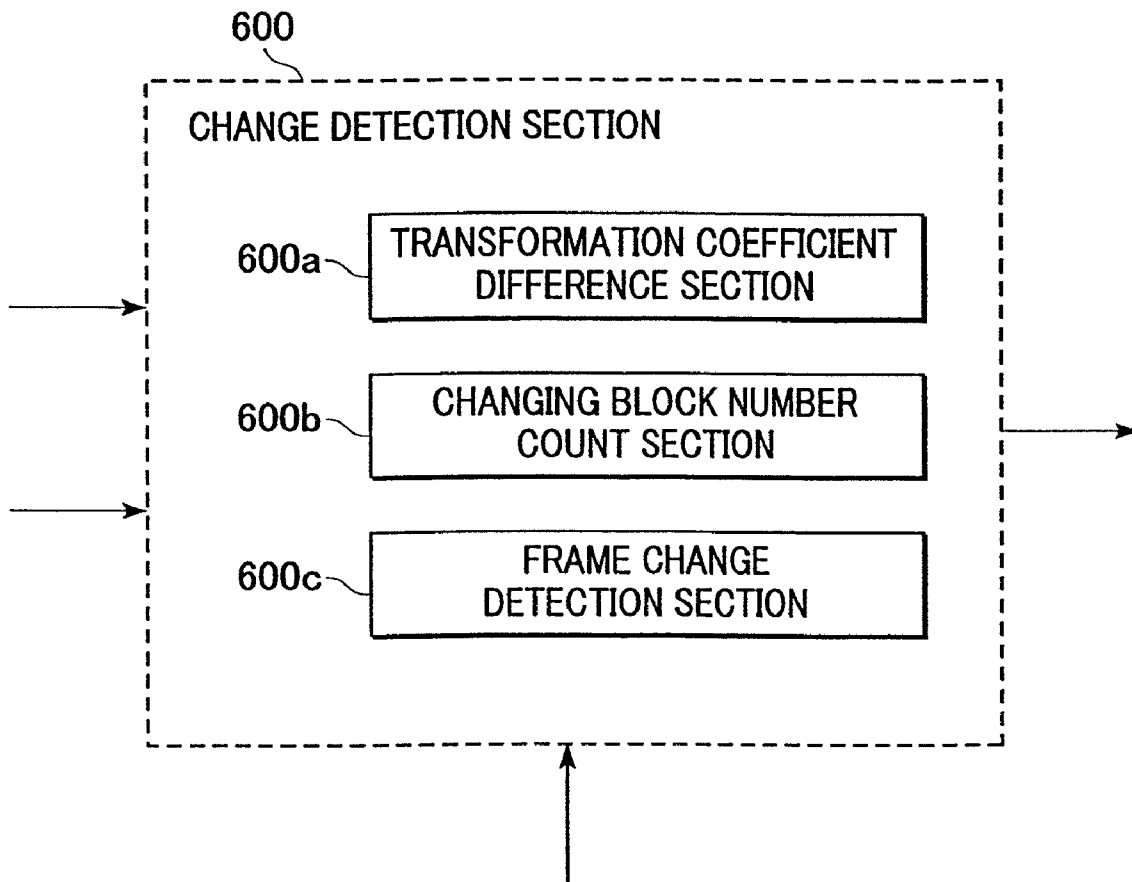 600
CHANGE DETECTION SECTION
600a
TRANSFORMATION COEFFICIENT
DIFFERENCE SECTION
600b
CHANGING BLOCK NUMBER
COUNT SECTION
600c
FRAME CHANGE
DETECTION SECTION